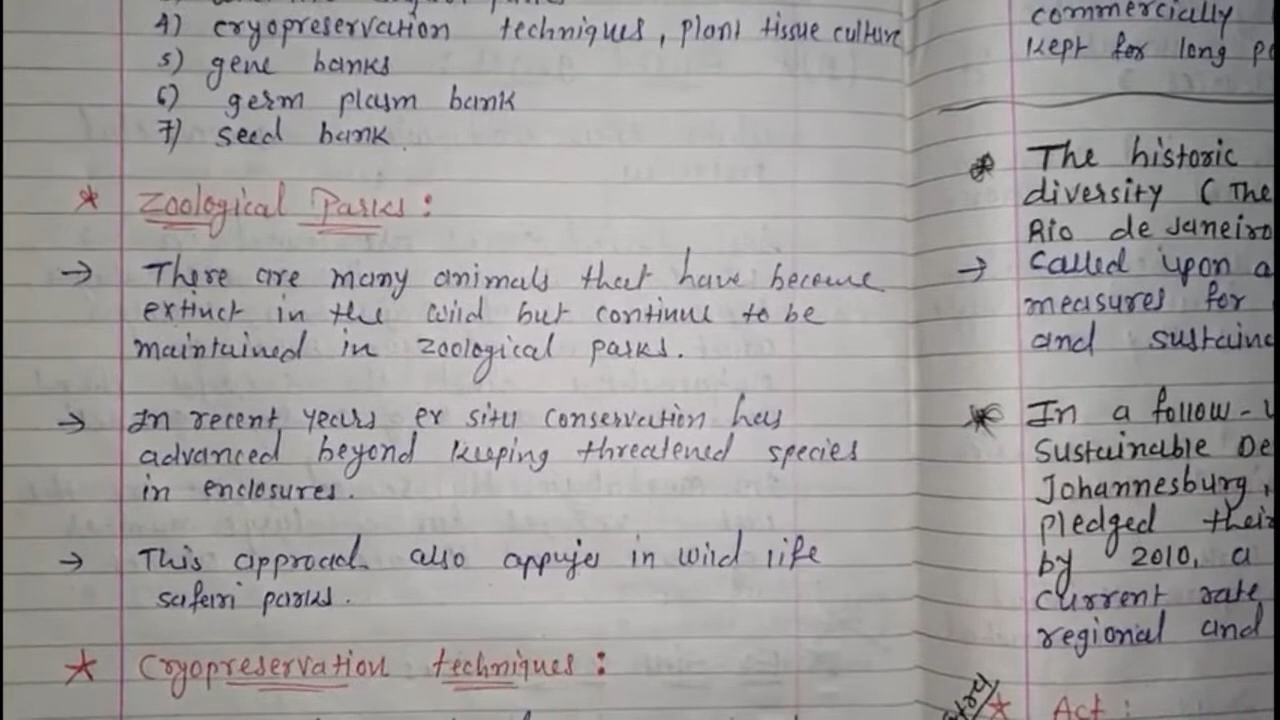 4) cryopreservation techniques, plant tissue culture
5) gene banks
6) germ plasm bank
7) seed bank.
* Zoological Parks :
→ There are many animals that have become
extinct in the wild but continue to be
maintained in zoological parks.
→ In recent years ex situ conservation has
advanced beyond keeping threatened species
in enclosures.
→ This approach also applies in wild life
safari parks.
★ Cryopreservation techniques :
commercially
kept for long
* The historic
diversity ( The
Rio de Janeiro
→ called upon a
measures for
and
* In a follow-
Sustainable De
Johannesburg,
pledged their
by 2010, a
current rate
regional and
★ Act :